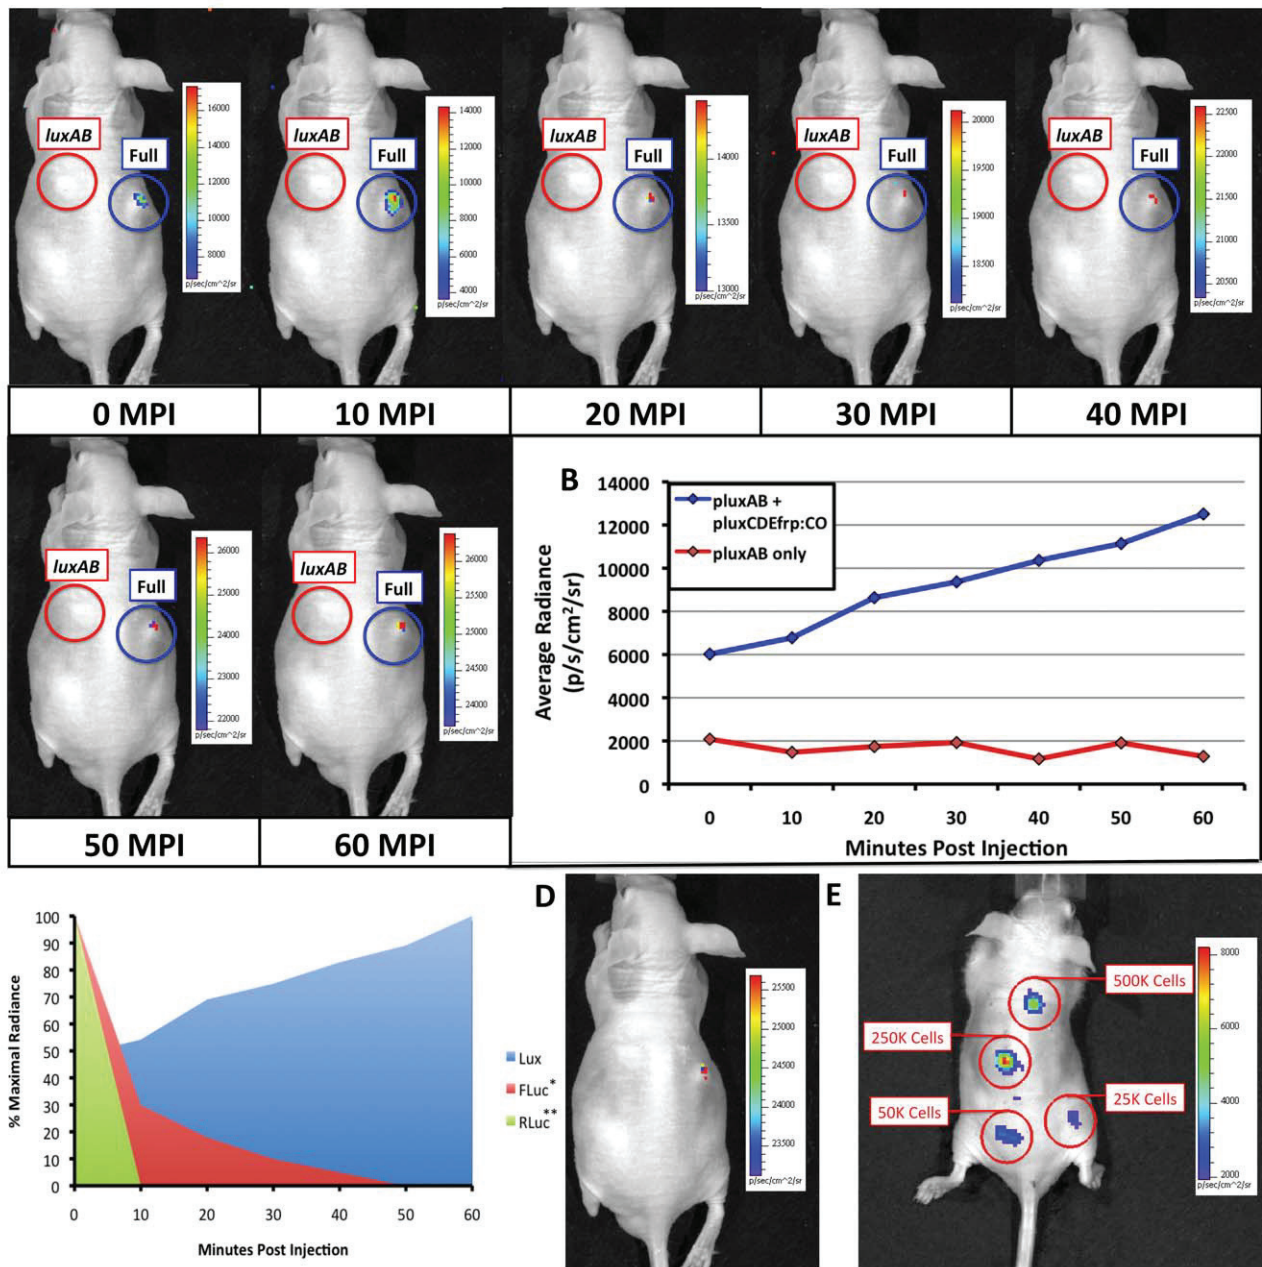 luxAB
Full
16000
14000
12000
10000
8000
p/sec/cm^2/sr
luxAB
Full
14000
12000
10000
8000
6000
4000
p/sec/cm^2/sr
luxAB
Full
14000
13500
13000
p/sec/cm^2/sr
luxAB
Full
20000
19500
19000
18500
p/sec/cm^2/sr
luxAB
Full
22500
22000
21500
21000
20500
p/sec/cm^2/sr
0 MPI
10 MPI
20 MPI
30 MPI
40 MPI
luxAB
Full
26000
25000
24000
23000
22000
p/sec/cm^2/sr
luxAB
Full
26000
25500
25000
24500
24000
p/sec/cm^2/sr
50 MPI
60 MPI
B
Average Radiance
(p/s/cm²/sr)
14000
12000
10000
8000
6000
4000
2000
0
pluxAB +
pluxCDEfrp:CO
pluxAB only
0 10 20 30 40 50 60
Minutes Post Injection
% Maximal Radiance
100
90
80
70
60
50
40
30
20
10
0
0 10 20 30 40 50 60
Minutes Post Injection
Lux
FLuc*
RLuc**
D
25500
25000
24500
24000
23500
p/sec/cm^2/sr
E
500K Cells
250K Cells
50K Cells
25K Cells
8000
6000
4000
2000
p/sec/cm^2/sr